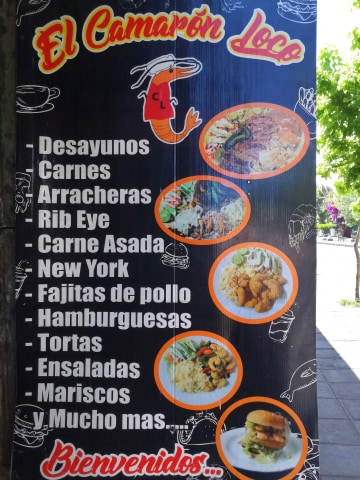 El Camarón Loco
CL
- Desayunos
- Carnes
- Arracheras
- Rib Eye
- Carne Asada
- New York
- Fajitas de pollo
- Hamburguesas
- Tortas
- Ensaladas
- Mariscos
y Mucho mas....
Bienvenidos...